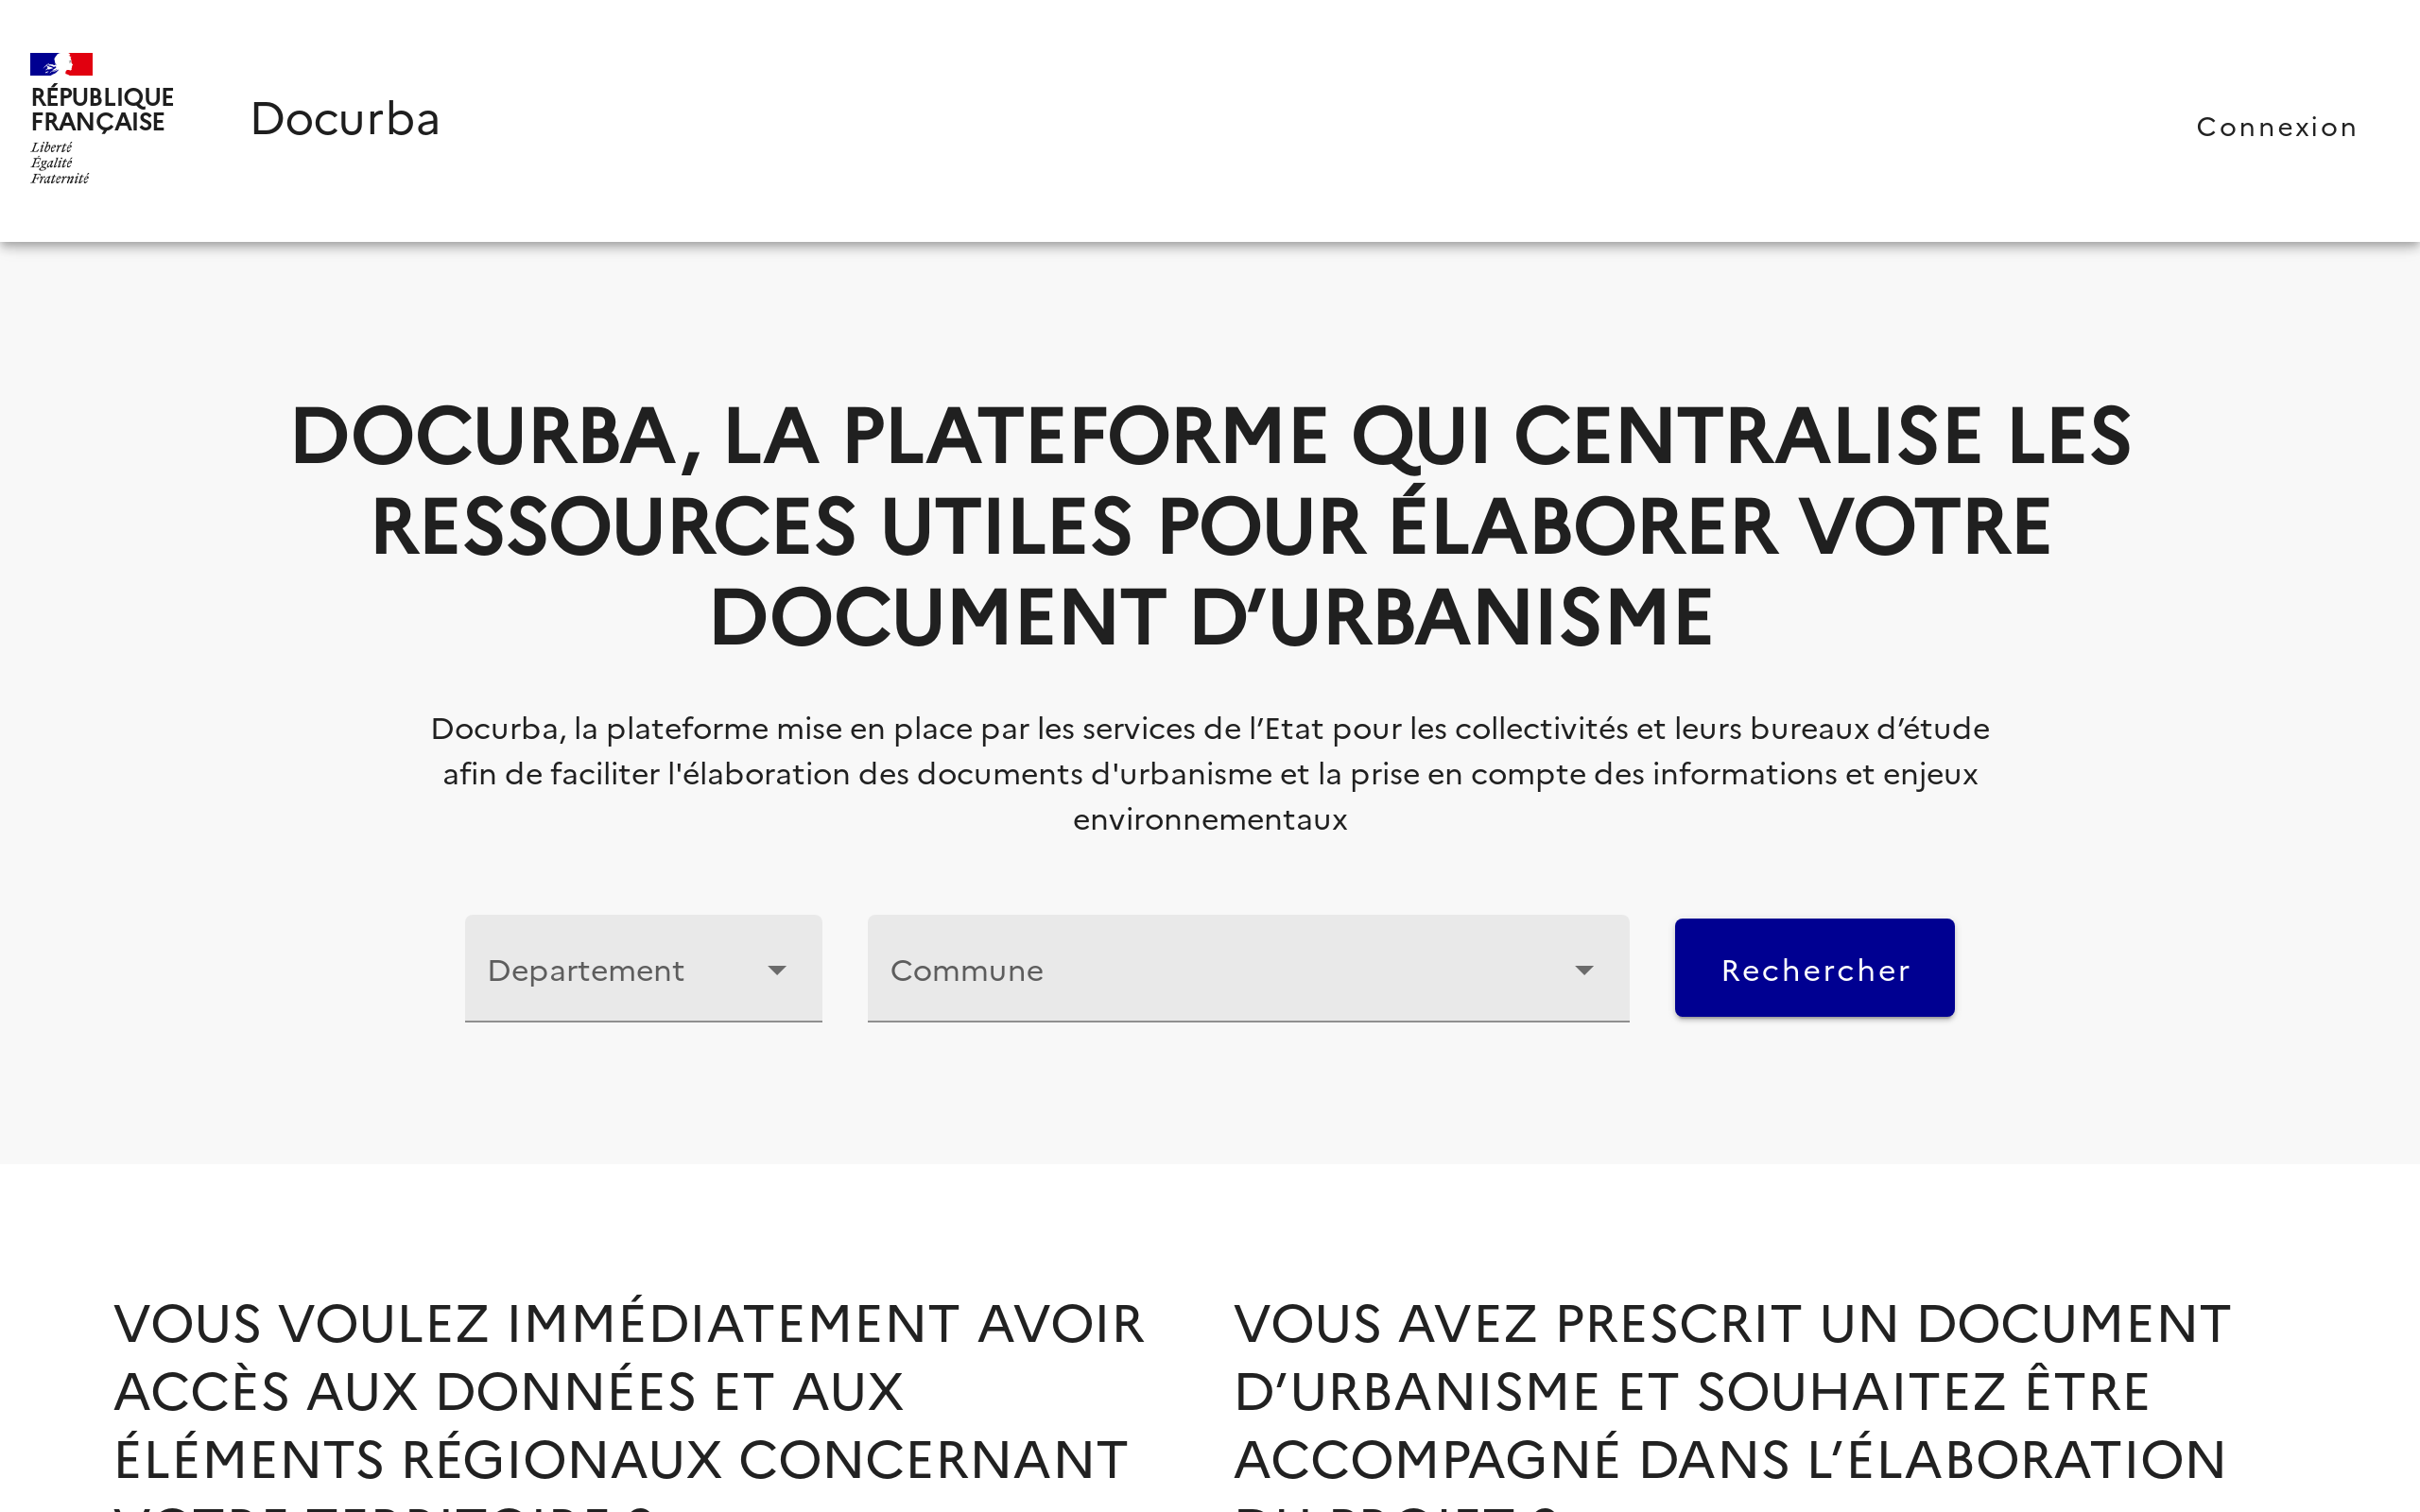 RÉPUBLIQUE
FRANÇAISE
Liberté
Égalité
Fraternité
Docurba
Connexion
DOCURBA, LA PLATEFORME QUI CENTRALISE LES
RESSOURCES UTILES POUR ÉLABORER VOTRE
DOCUMENT D’URBANISME
Docurba, la plateforme mise en place par les services de l’Etat pour les collectivités et leurs bureaux d’étude
afin de faciliter l'élaboration des documents d'urbanisme et la prise en compte des informations et enjeux
environnementaux
Departement
Commune
Rechercher
VOUS VOULEZ IMMÉDIATEMENT AVOIR
ACCÈS AUX DONNÉES ET AUX
ÉLÉMENTS RÉGIONAUX CONCERNANT
VOTRE TERRITOIRE ?
VOUS AVEZ PRESCRIT UN DOCUMENT
D’URBANISME ET SOUHAITEZ ÊTRE
ACCOMPAGNÉ DANS L’ÉLABORATION
DU PROJET ?